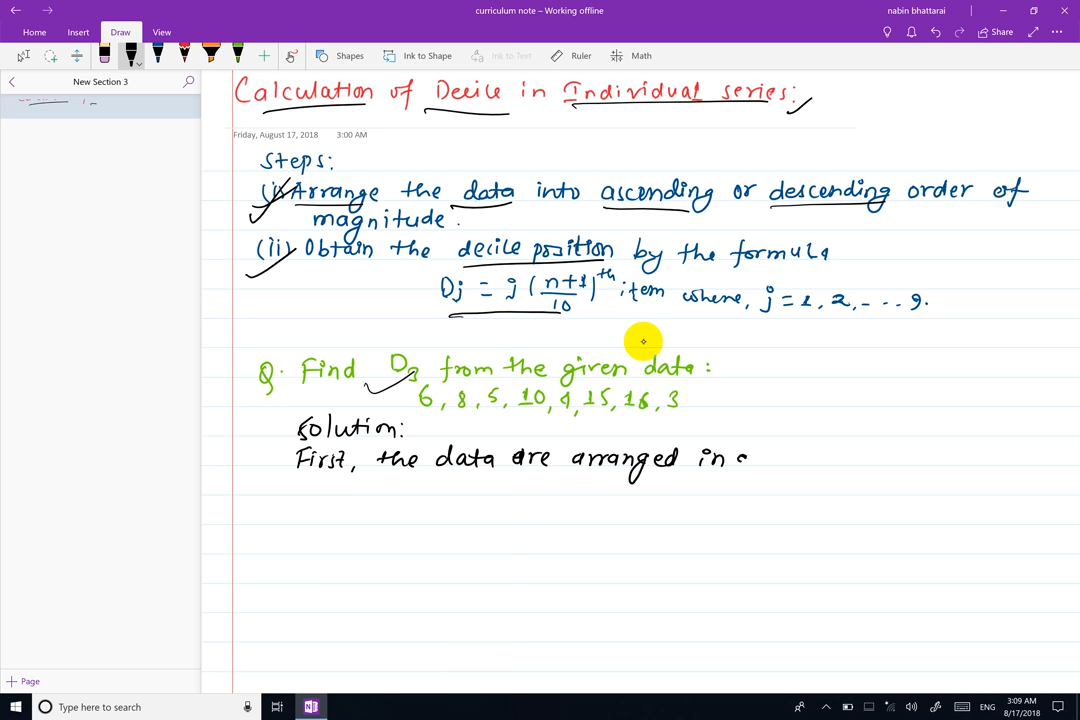 curriculum note – Working offline
nabin bhattarai
Home Insert Draw View
Share
Shapes Ink to Shape Ink to Text Ruler Math
New Section 3
Calculation of Decile in Individual series:
Friday, August 17, 2018 3:00 AM
Steps:
(i) Arrange the data into ascending or descending order of
magnitude.
(ii) Obtain the decile position by the formula
Dj = j (n+1/10)th item where, j = 1, 2, - - - 9.
Q. Find D3 from the given data:
6, 8, 5, 10, 4, 15, 16, 3
Solution:
First, the data are arranged in
Page
Type here to search
ENG
3:09 AM
8/17/2018